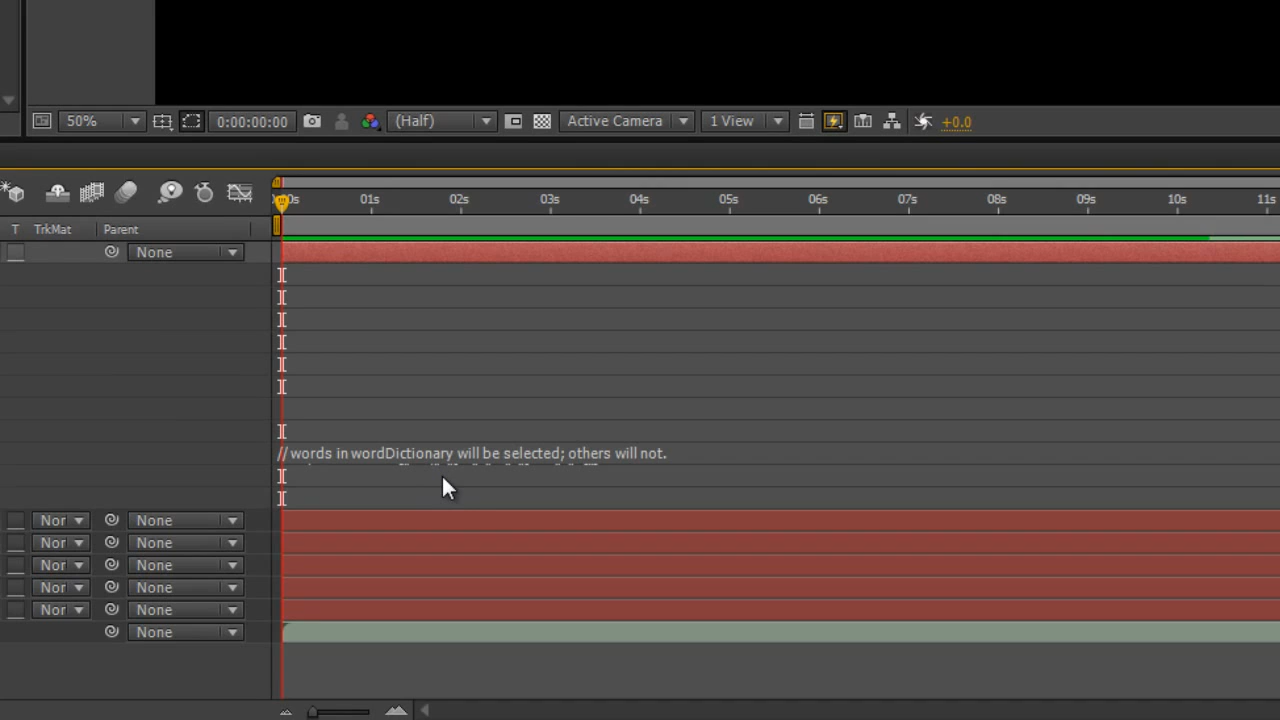 50%
0:00:00:00
(Half)
Active Camera
1 View
+0.0
0s 01s 02s 03s 04s 05s 06s 07s 08s 09s 10s 11s
T TrkMat Parent
None
// words in wordDictionary will be selected; others will not.
Nor None
Nor None
Nor None
Nor None
Nor None
None